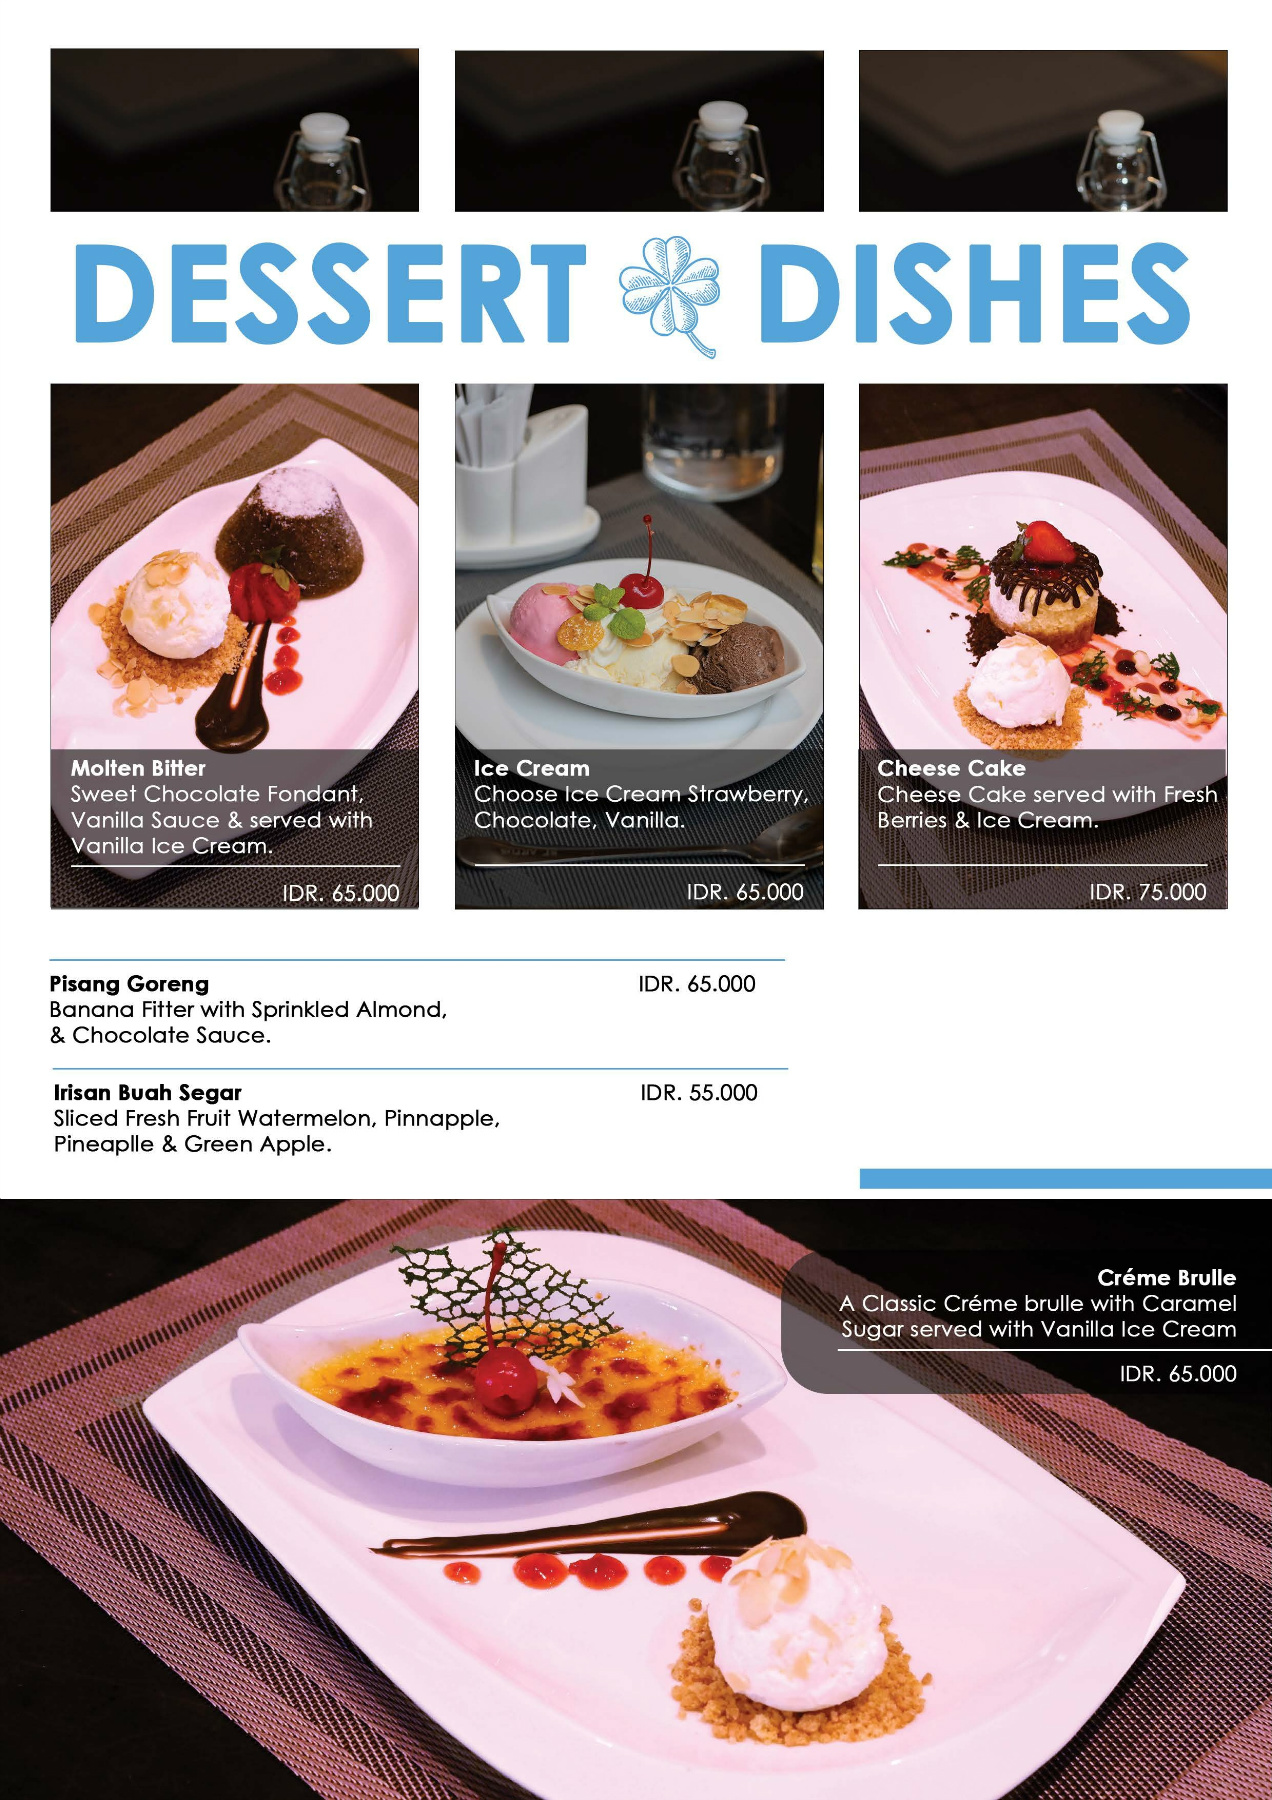 DESSERT DISHES
Molten Bitter
Sweet Chocolate Fondant,
Vanilla Sauce & served with
Vanilla Ice Cream.
IDR. 65.000
Ice Cream
Choose Ice Cream Strawberry,
Chocolate, Vanilla.
IDR. 65.000
Cheese Cake
Cheese Cake served with Fresh
Berries & Ice Cream.
IDR. 75.000
Pisang Goreng IDR. 65.000
Banana Fitter with Sprinkled Almond,
& Chocolate Sauce.
Irisan Buah Segar IDR. 55.000
Sliced Fresh Fruit Watermelon, Pinnapple,
Pineaplle & Green Apple.
Créme Brulle
A Classic Créme brulle with Caramel
Sugar served with Vanilla Ice Cream
IDR. 65.000